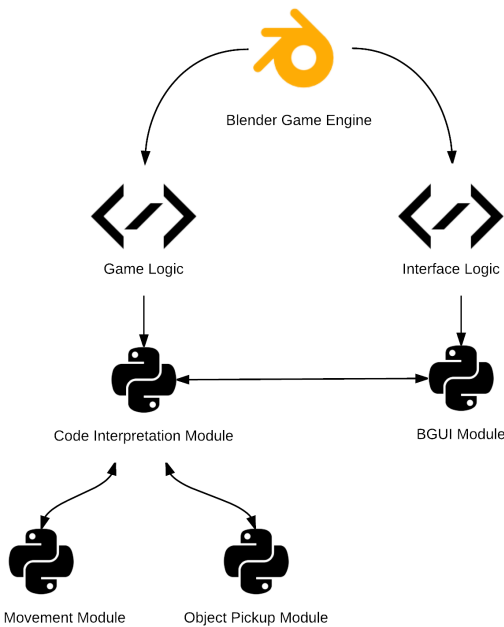 Blender Game Engine
Game Logic
Interface Logic
Code Interpretation Module
BGUI Module
Movement Module
Object Pickup Module